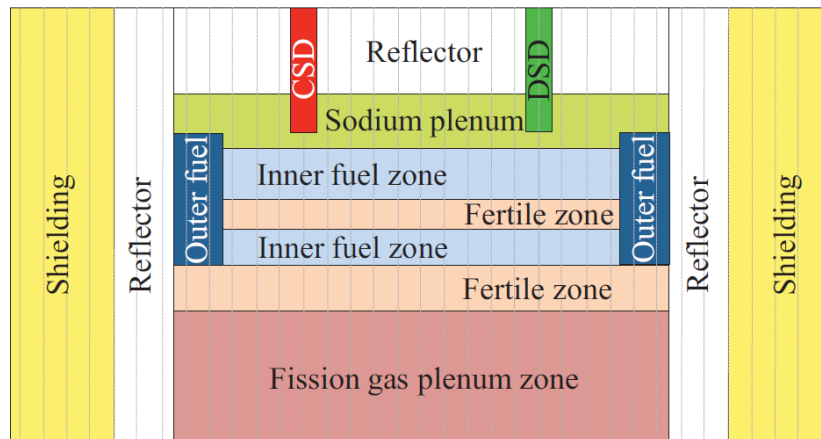 Shielding
Reflector
CSD
Reflector
DSD
Sodium plenum
Outer fuel
Inner fuel zone
Fertile zone
Inner fuel zone
Outer fuel
Reflector
Shielding
Fertile zone
Fission gas plenum zone